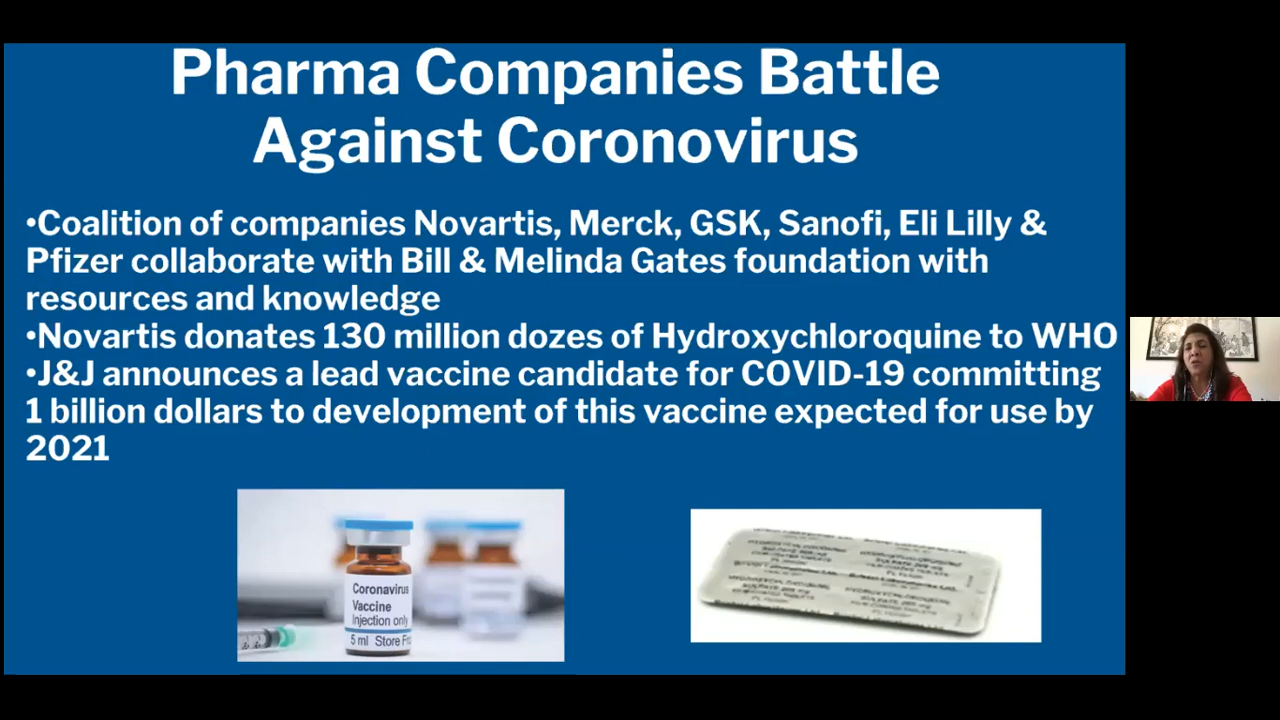 Pharma Companies Battle
Against Coronovirus
•Coalition of companies Novartis, Merck, GSK, Sanofi, Eli Lilly &
Pfizer collaborate with Bill & Melinda Gates foundation with
resources and knowledge
•Novartis donates 130 million dozes of Hydroxychloroquine to WHO
•J&J announces a lead vaccine candidate for COVID-19 committing
1 billion dollars to development of this vaccine expected for use by
2021
Coronavirus
Vaccine
Injection only
5 ml Store